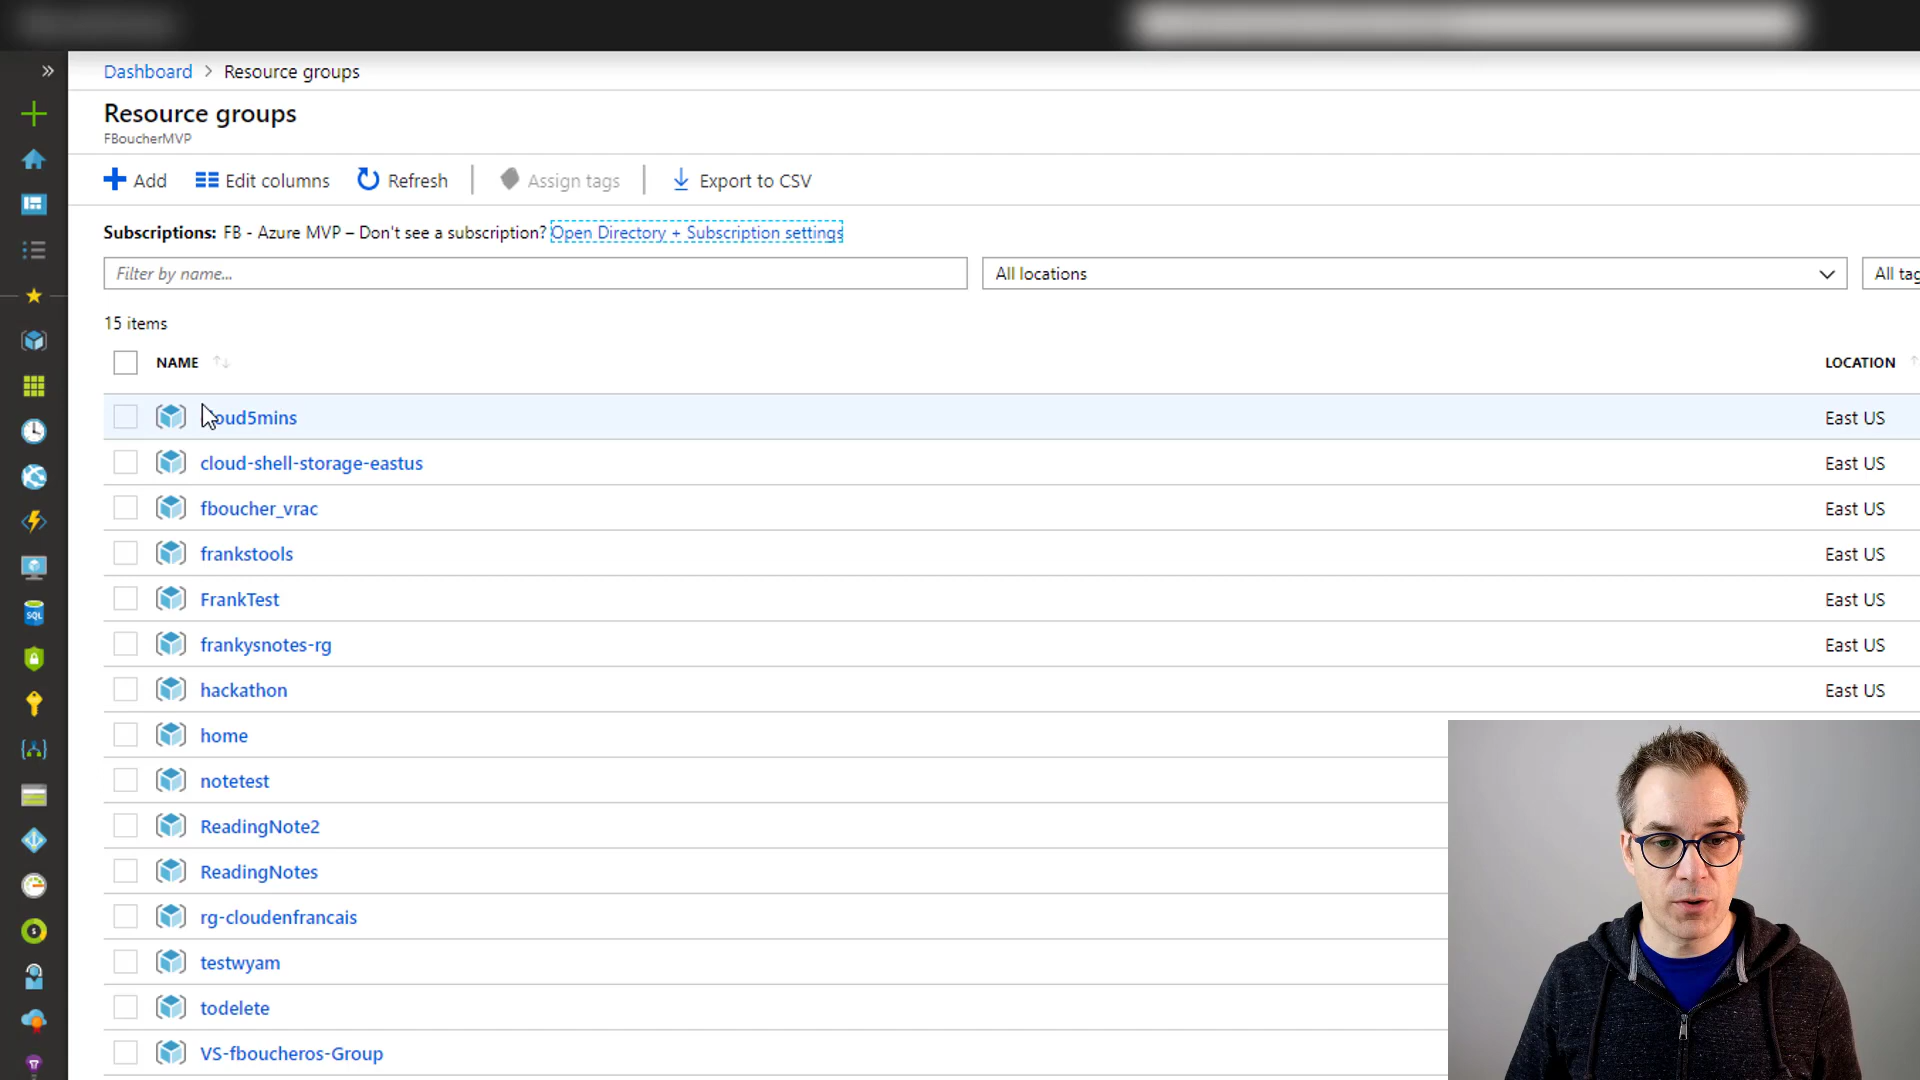 Dashboard > Resource groups
Resource groups
FBoucherMVP
Add Edit columns Refresh Assign tags Export to CSV
Subscriptions: FB - Azure MVP – Don't see a subscription? Open Directory + Subscription settings
Filter by name... All locations All tag
15 items
NAME LOCATION
oud5mins East US
cloud-shell-storage-eastus East US
fboucher_vrac East US
frankstools East US
FrankTest East US
frankysnotes-rg East US
hackathon East US
home
notetest
ReadingNote2
ReadingNotes
rg-cloudenfrancais
testwyam
todelete
VS-fboucheros-Group
SQL